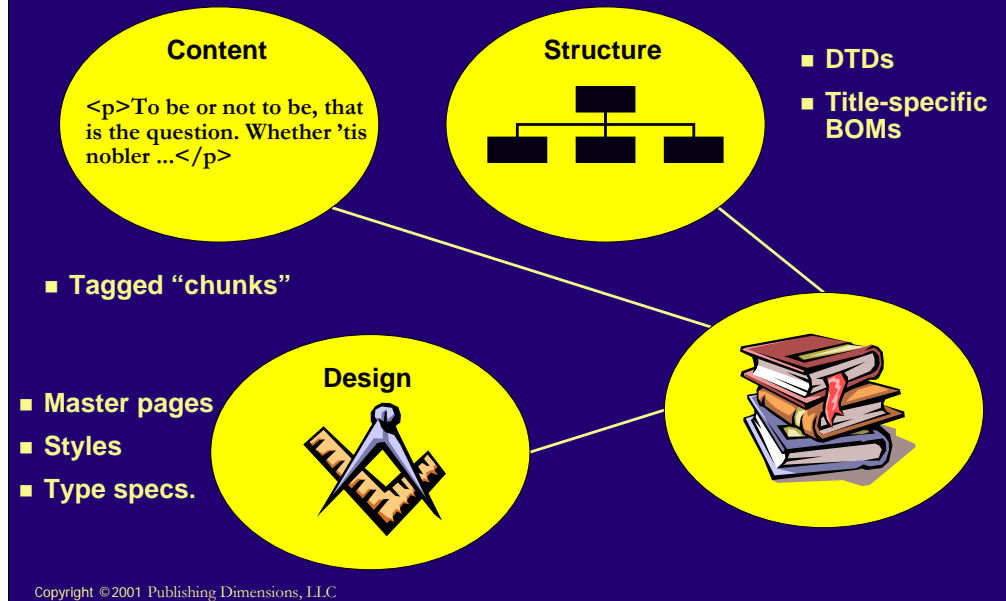 Content
<p>To be or not to be, that
is the question. Whether ’tis
nobler ...</p>
Structure
DTDs
Title-specific
BOMs
Tagged “chunks”
Design
Master pages
Styles
Type specs.
Copyright ©2001 Publishing Dimensions, LLC